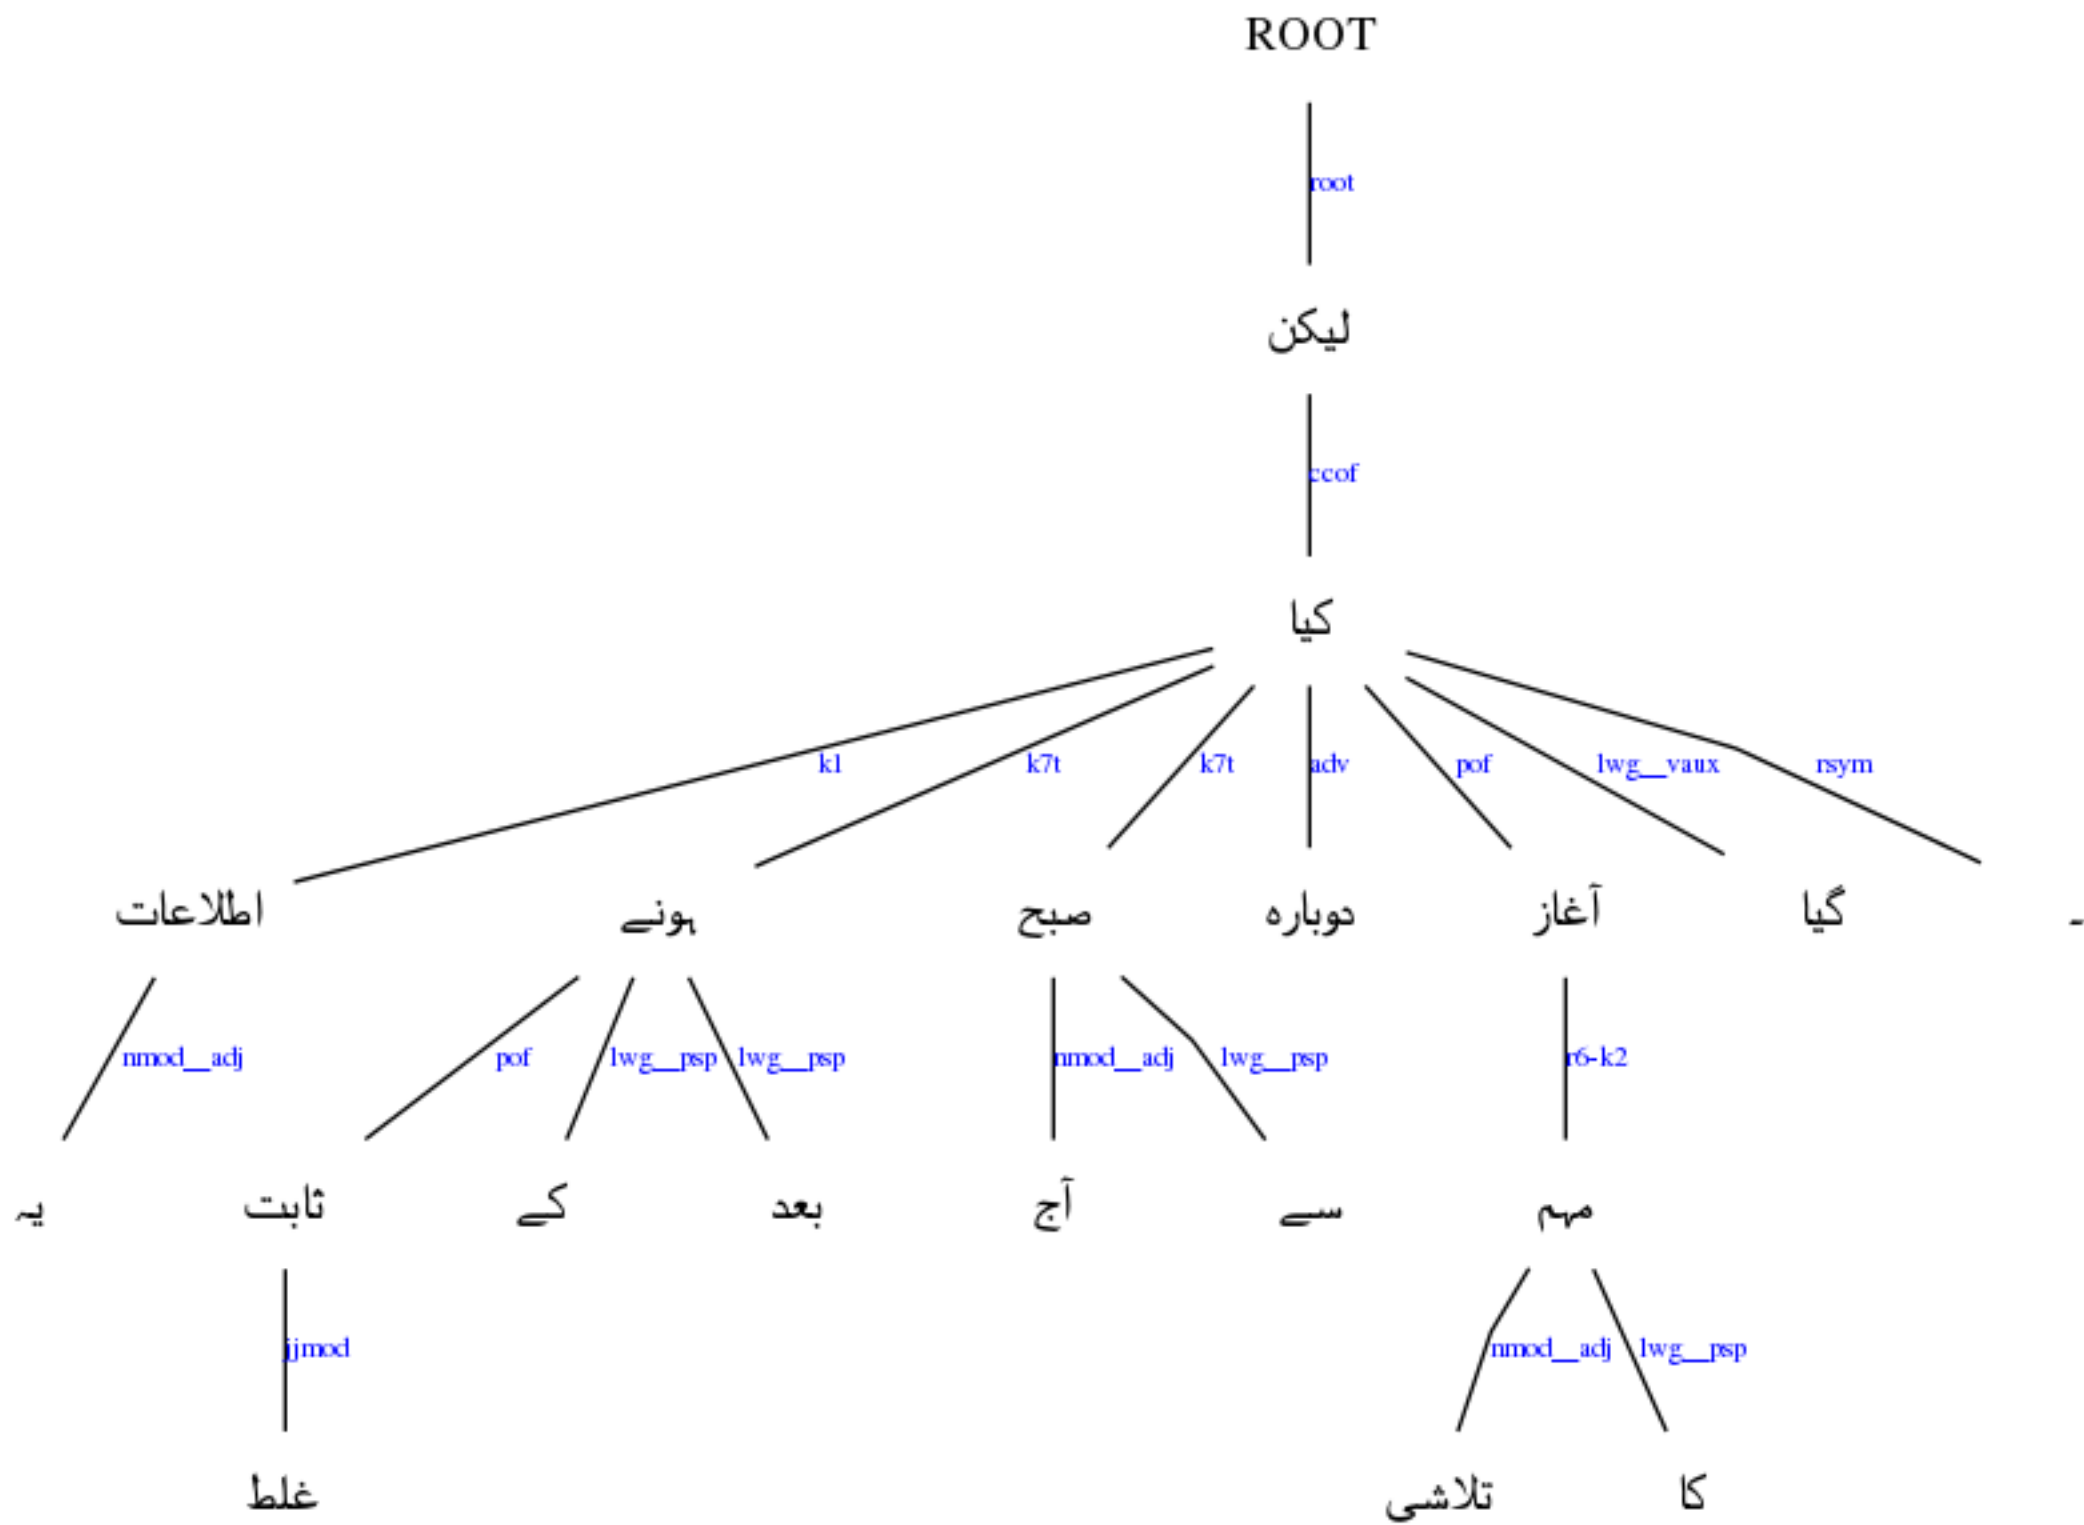 ROOT
root
لیکن
ccof
کیا
k1 k7t k7t adv pof lwg__vaux rsym
اطلاعات ہونے صبح دوبارہ آغاز گیا ۔
nmod__adj pof lwg__psp lwg__psp nmod__adj lwg__psp r6-k2
یہ ثابت کے بعد آج سے مہم
jjmod nmod__adj lwg__psp
غلط تلاشی کا